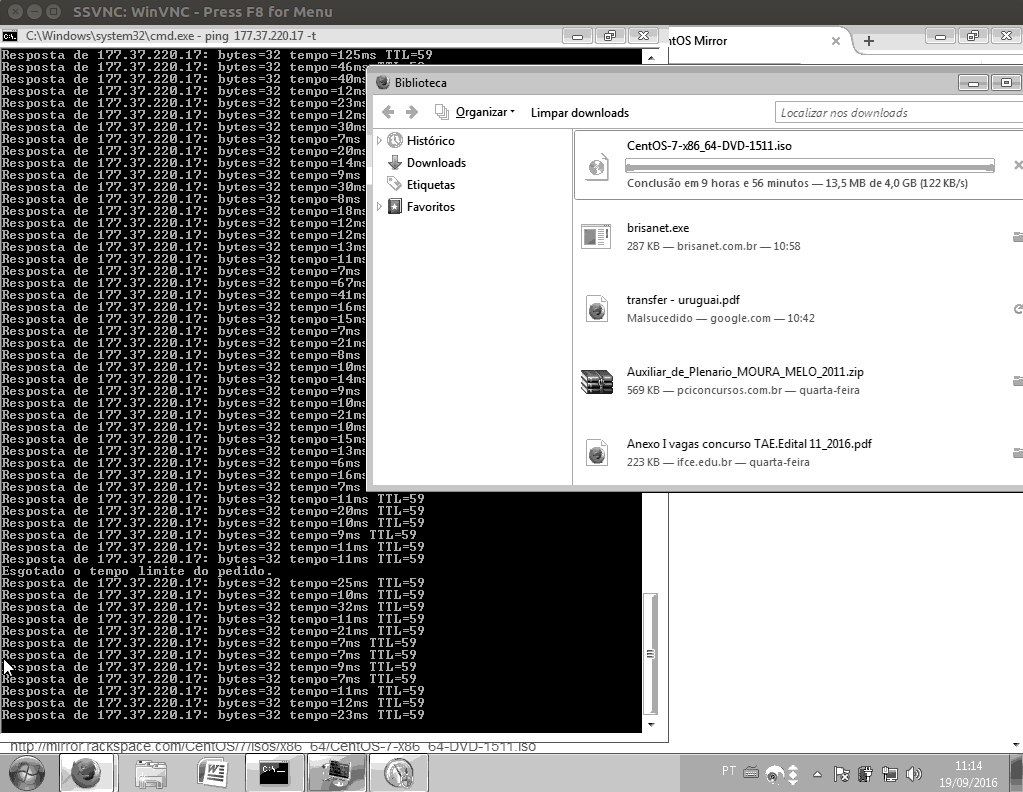 SSVNC: WinVNC - Press F8 for Menu
C:\Windows\system32\cmd.exe - ping 177.37.220.17 -t
Resposta de 177.37.220.17: bytes=32 tempo=125ms TTL=59
Resposta de 177.37.220.17: bytes=32 tempo=46ms TTL=59
Resposta de 177.37.220.17: bytes=32 tempo=40ms
Resposta de 177.37.220.17: bytes=32 tempo=12ms
Resposta de 177.37.220.17: bytes=32 tempo=23ms
Resposta de 177.37.220.17: bytes=32 tempo=12ms
Resposta de 177.37.220.17: bytes=32 tempo=30ms
Resposta de 177.37.220.17: bytes=32 tempo=7ms
Resposta de 177.37.220.17: bytes=32 tempo=20ms
Resposta de 177.37.220.17: bytes=32 tempo=14ms
Resposta de 177.37.220.17: bytes=32 tempo=9ms
Resposta de 177.37.220.17: bytes=32 tempo=30ms
Resposta de 177.37.220.17: bytes=32 tempo=8ms
Resposta de 177.37.220.17: bytes=32 tempo=18ms
Resposta de 177.37.220.17: bytes=32 tempo=12ms
Resposta de 177.37.220.17: bytes=32 tempo=12ms
Resposta de 177.37.220.17: bytes=32 tempo=13ms
Resposta de 177.37.220.17: bytes=32 tempo=11ms
Resposta de 177.37.220.17: bytes=32 tempo=7ms
Resposta de 177.37.220.17: bytes=32 tempo=67ms
Resposta de 177.37.220.17: bytes=32 tempo=41ms
Resposta de 177.37.220.17: bytes=32 tempo=16ms
Resposta de 177.37.220.17: bytes=32 tempo=15ms
Resposta de 177.37.220.17: bytes=32 tempo=7ms
Resposta de 177.37.220.17: bytes=32 tempo=21ms
Resposta de 177.37.220.17: bytes=32 tempo=8ms
Resposta de 177.37.220.17: bytes=32 tempo=10ms
Resposta de 177.37.220.17: bytes=32 tempo=14ms
Resposta de 177.37.220.17: bytes=32 tempo=9ms
Resposta de 177.37.220.17: bytes=32 tempo=10ms
Resposta de 177.37.220.17: bytes=32 tempo=21ms
Resposta de 177.37.220.17: bytes=32 tempo=10ms
Resposta de 177.37.220.17: bytes=32 tempo=15ms
Resposta de 177.37.220.17: bytes=32 tempo=13ms
Resposta de 177.37.220.17: bytes=32 tempo=6ms
Resposta de 177.37.220.17: bytes=32 tempo=16ms
Resposta de 177.37.220.17: bytes=32 tempo=7ms
Resposta de 177.37.220.17: bytes=32 tempo=11ms TTL=59
Resposta de 177.37.220.17: bytes=32 tempo=20ms TTL=59
Resposta de 177.37.220.17: bytes=32 tempo=10ms TTL=59
Resposta de 177.37.220.17: bytes=32 tempo=9ms TTL=59
Resposta de 177.37.220.17: bytes=32 tempo=11ms TTL=59
Resposta de 177.37.220.17: bytes=32 tempo=11ms TTL=59
Esgotado o tempo limite do pedido.
Resposta de 177.37.220.17: bytes=32 tempo=25ms TTL=59
Resposta de 177.37.220.17: bytes=32 tempo=10ms TTL=59
Resposta de 177.37.220.17: bytes=32 tempo=32ms TTL=59
Resposta de 177.37.220.17: bytes=32 tempo=11ms TTL=59
Resposta de 177.37.220.17: bytes=32 tempo=21ms TTL=59
Resposta de 177.37.220.17: bytes=32 tempo=7ms TTL=59
Resposta de 177.37.220.17: bytes=32 tempo=7ms TTL=59
Resposta de 177.37.220.17: bytes=32 tempo=9ms TTL=59
Resposta de 177.37.220.17: bytes=32 tempo=7ms TTL=59
Resposta de 177.37.220.17: bytes=32 tempo=11ms TTL=59
Resposta de 177.37.220.17: bytes=32 tempo=12ms TTL=59
Resposta de 177.37.220.17: bytes=32 tempo=23ms TTL=59
ntOS Mirror
Biblioteca
Organizar
Limpar downloads
Localizar nos downloads
Histórico
Downloads
Etiquetas
Favoritos
CentOS-7-x86_64-DVD-1511.iso
Conclusão em 9 horas e 56 minutos — 13,5 MB de 4,0 GB (122 KB/s)
brisanet.exe
287 KB — brisanet.com.br — 10:58
transfer - uruguai.pdf
Malsucedido — google.com — 10:42
Auxiliar_de_Plenario_MOURA_MELO_2011.zip
569 KB — pciconcursos.com.br — quarta-feira
Anexo I vagas concurso TAE.Edital 11_2016.pdf
223 KB — ifce.edu.br — quarta-feira
http://mirror.rackspace.com/CentOS/7/isos/x86_64/CentOS-7-x86_64-DVD-1511.iso
PT
11:14
19/09/2016